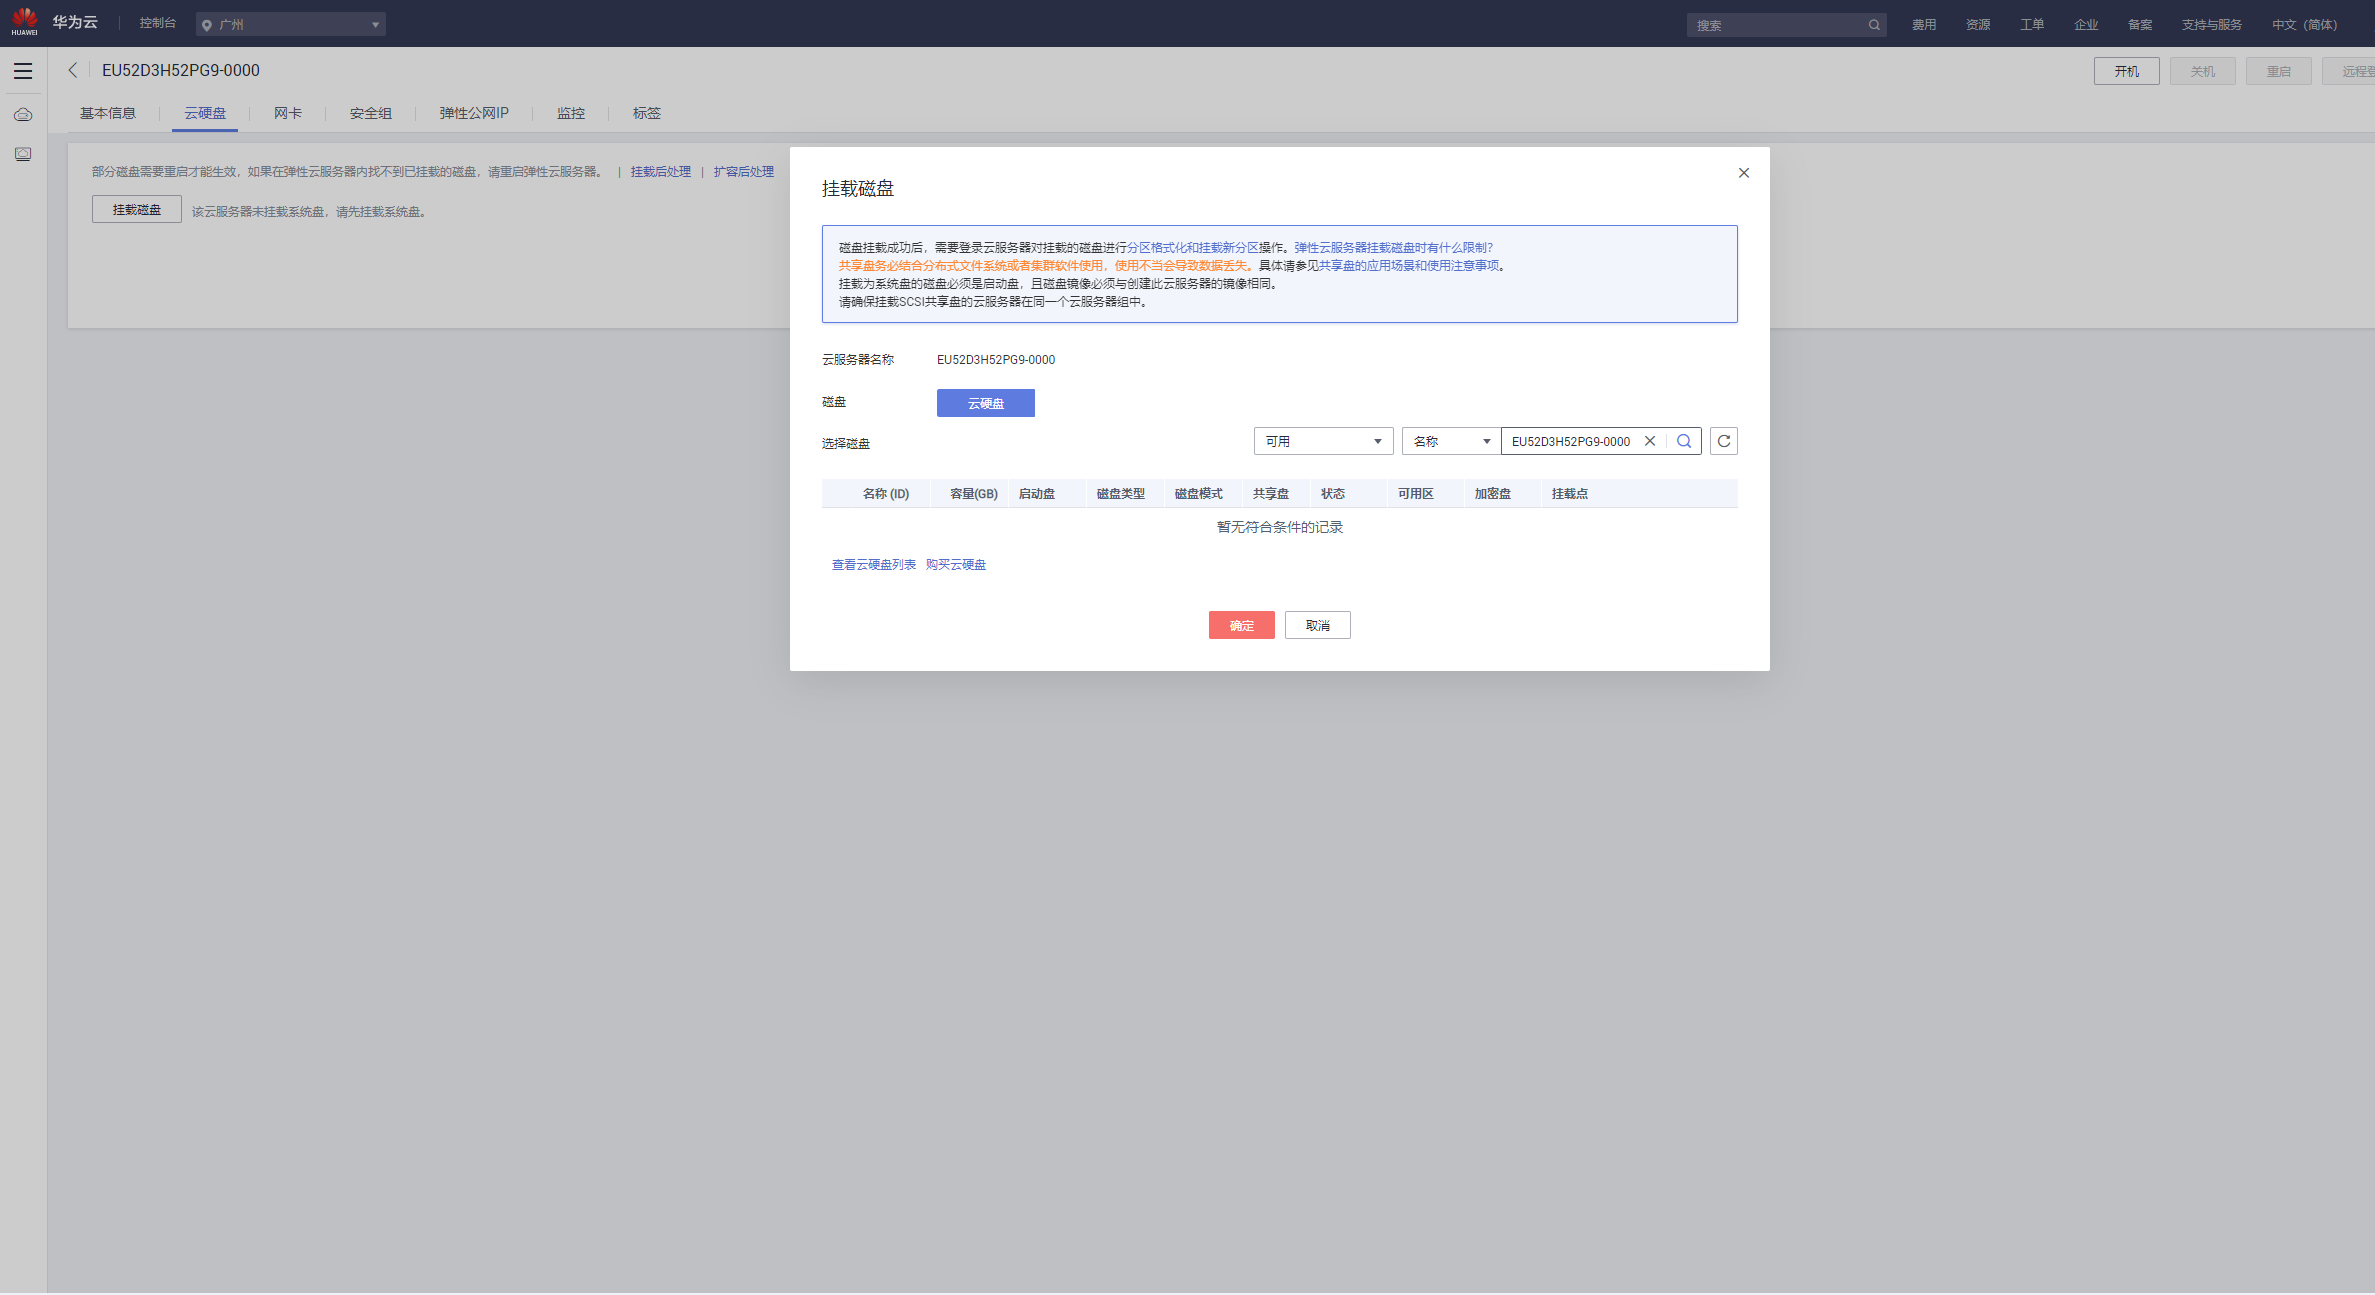 HUAWEI
华为云
控制台
广州
搜索
费用
资源
工单
企业
备案
支持与服务
中文（简体）
EU52D3H52PG9-0000
开机
关机
重启
基本信息
云硬盘
网卡
安全组
弹性公网IP
监控
标签
部分磁盘需要重启才能生效，如果在弹性云服务器内找不到已挂载的磁盘，请重启弹性云服务器。 | 挂载后处理 | 扩容后处理
挂载磁盘
该云服务器未挂载系统盘，请先挂载系统盘。
挂载磁盘
磁盘挂载成功后，需要登录云服务器对挂载的磁盘进行分区格式化和挂载新分区操作。弹性云服务器挂载磁盘时有什么限制？
共享盘务必结合分布式文件系统或者集群软件使用，使用不当会导致数据丢失。具体请参见共享盘的应用场景和使用注意事项。
挂载为系统盘的磁盘必须是启动盘，且磁盘镜像必须与创建此云服务器的镜像相同。
请确保挂载SCSI共享盘的云服务器在同一个云服务器组中。
云服务器名称
EU52D3H52PG9-0000
磁盘
云硬盘
选择磁盘
可用
名称
EU52D3H52PG9-0000
名称 (ID)
容量(GB)
启动盘
磁盘类型
磁盘模式
共享盘
状态
可用区
加密盘
挂载点
暂无符合条件的记录
查看云硬盘列表
购买云硬盘
确定
取消